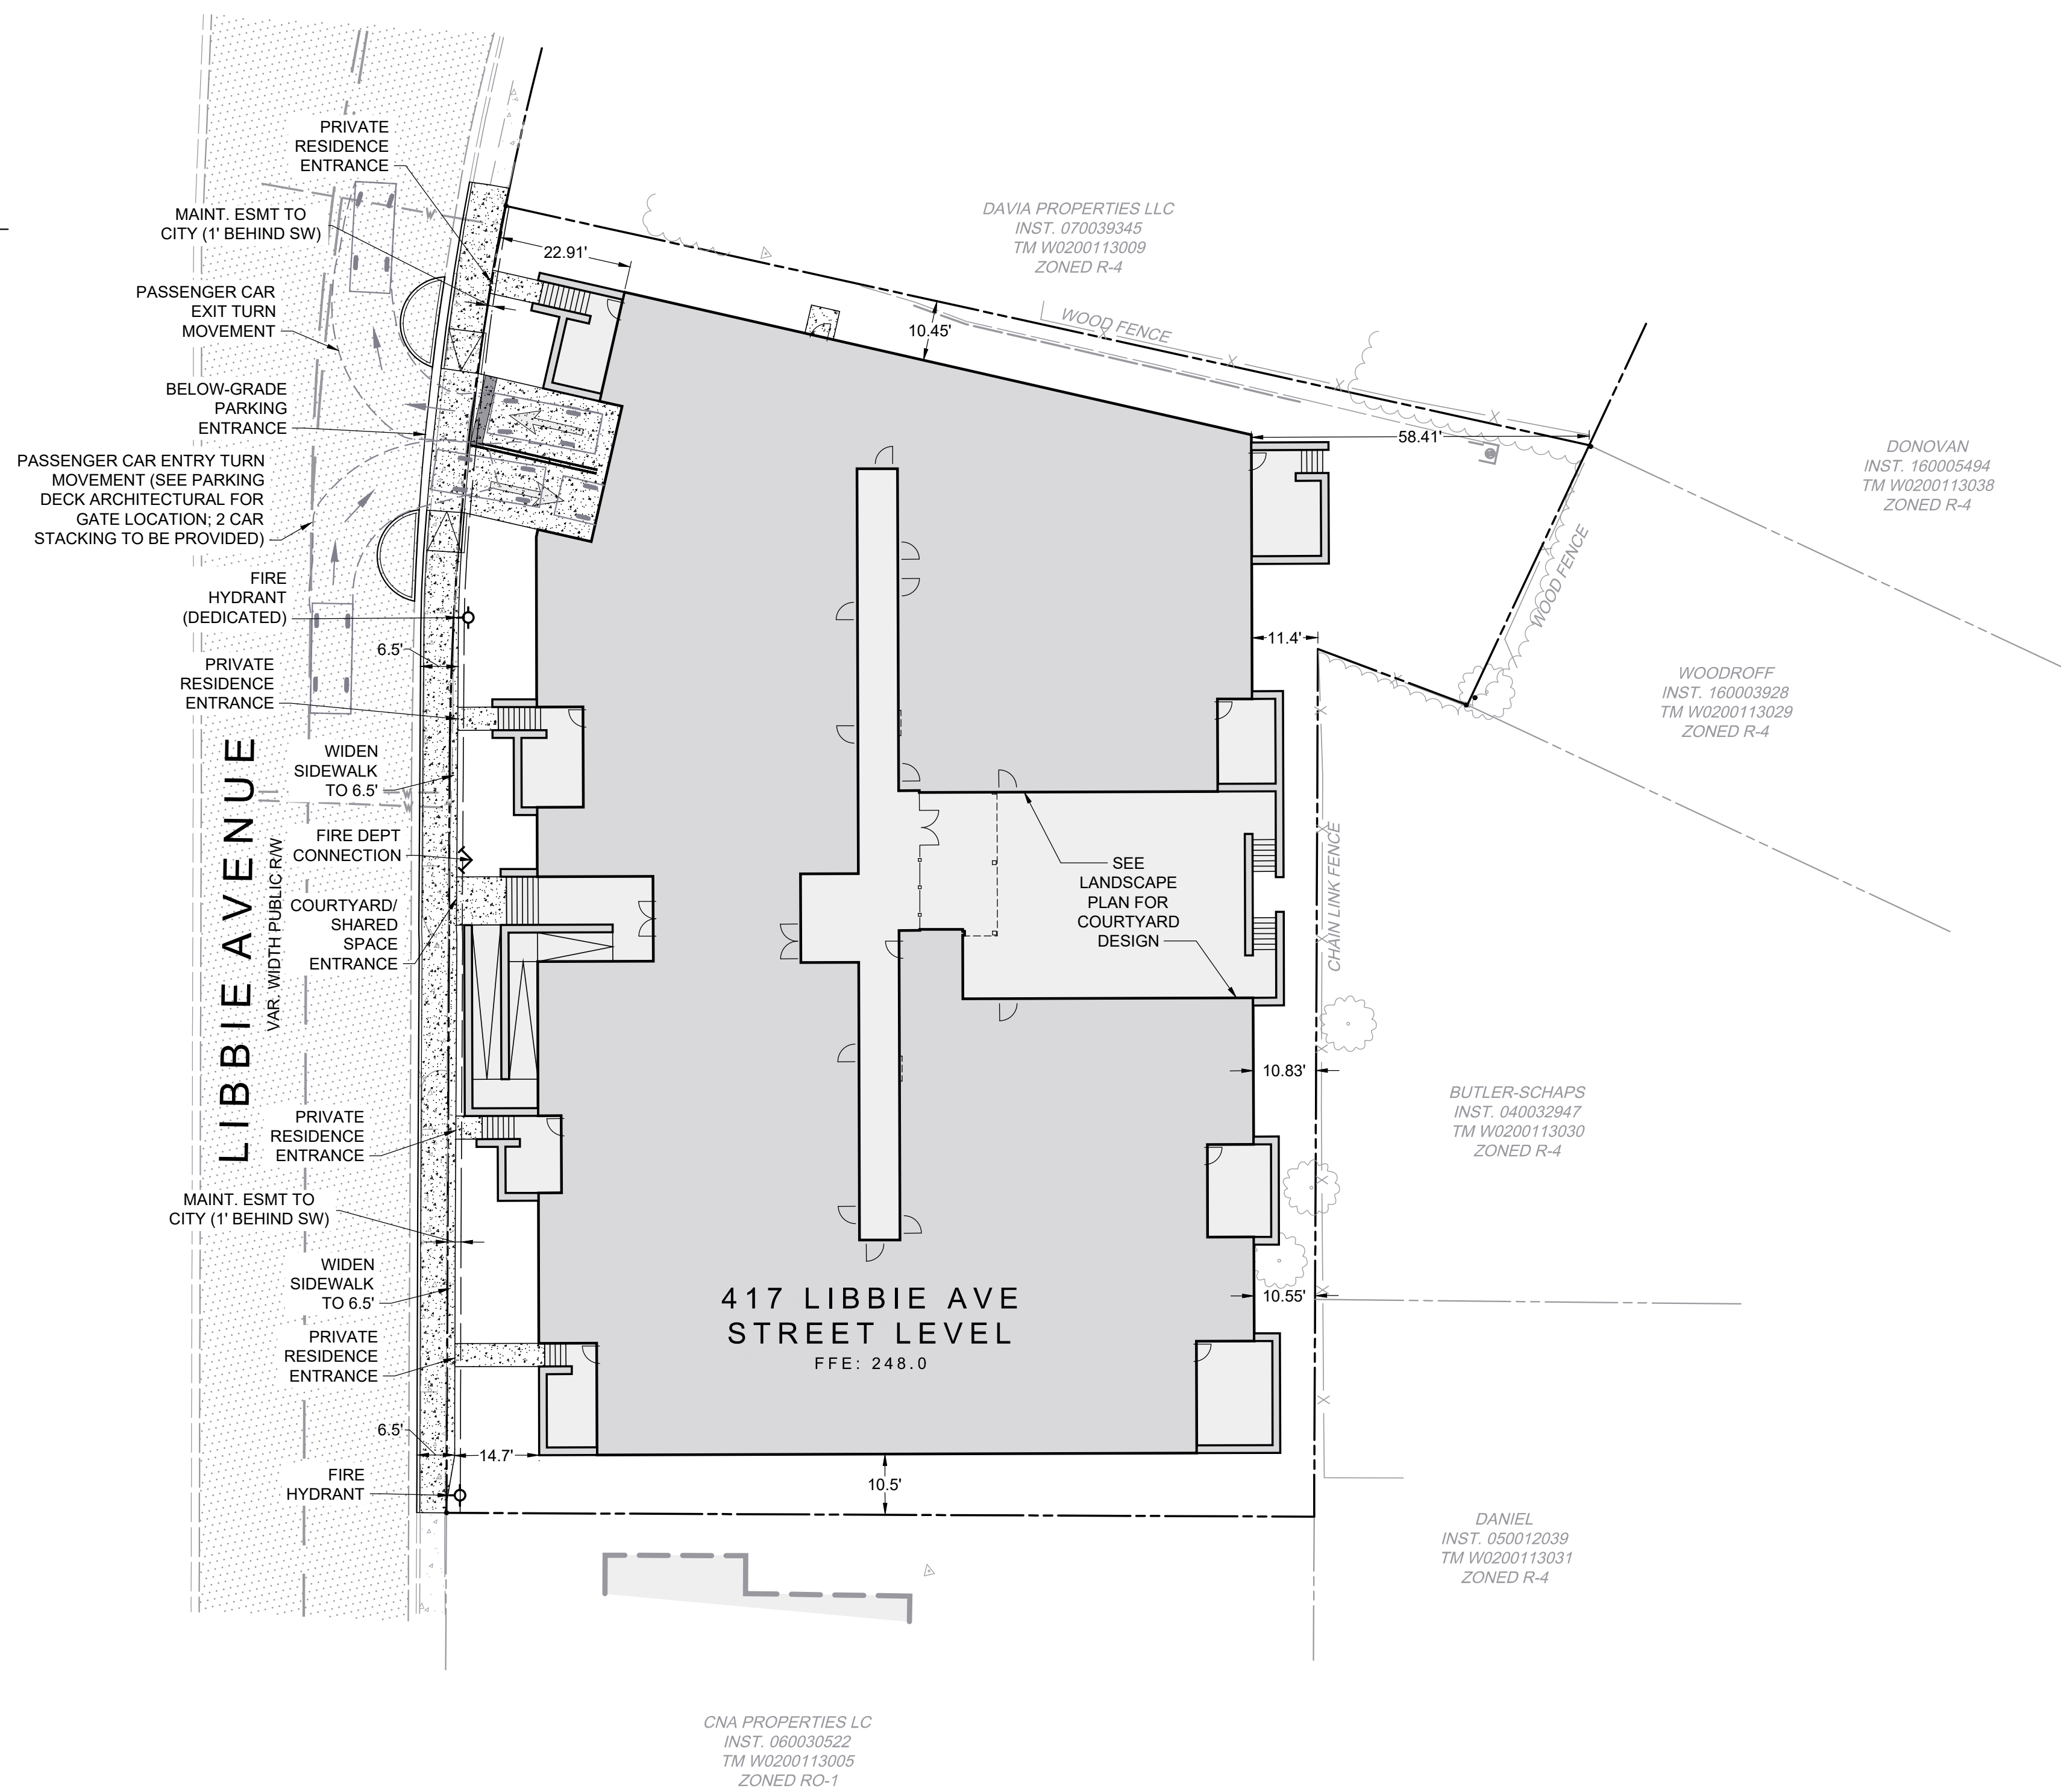 PRIVATE
RESIDENCE
ENTRANCE
MAINT. ESMT TO
CITY (1' BEHIND SW)
PASSENGER CAR
EXIT TURN
MOVEMENT
BELOW-GRADE
PARKING
ENTRANCE
PASSENGER CAR ENTRY TURN
MOVEMENT (SEE PARKING
DECK ARCHITECTURAL FOR
GATE LOCATION; 2 CAR
STACKING TO BE PROVIDED)
FIRE
HYDRANT
(DEDICATED)
6.5'
PRIVATE
RESIDENCE
ENTRANCE
WIDEN
SIDEWALK
TO 6.5'
FIRE DEPT
CONNECTION
COURTYARD/
SHARED
SPACE
ENTRANCE
LIBBIE AVENUE
VAR. WIDTH PUBLIC R/W
PRIVATE
RESIDENCE
ENTRANCE
MAINT. ESMT TO
CITY (1' BEHIND SW)
WIDEN
SIDEWALK
TO 6.5'
PRIVATE
RESIDENCE
ENTRANCE
6.5'
14.7'
FIRE
HYDRANT
W
W
W
22.91'
10.45'
58.41'
11.4'
10.83'
10.55'
10.5'
SEE
LANDSCAPE
PLAN FOR
COURTYARD
DESIGN
417 LIBBIE AVE
STREET LEVEL
FFE: 248.0
DAVIA PROPERTIES LLC
INST. 070039345
TM W0200113009
ZONED R-4
WOOD FENCE
DONOVAN
INST. 160005494
TM W0200113038
ZONED R-4
WOOD FENCE
WOODROFF
INST. 160003928
TM W0200113029
ZONED R-4
CHAIN LINK FENCE
BUTLER-SCHAPS
INST. 040032947
TM W0200113030
ZONED R-4
DANIEL
INST. 050012039
TM W0200113031
ZONED R-4
CNA PROPERTIES LC
INST. 060030522
TM W0200113005
ZONED RO-1